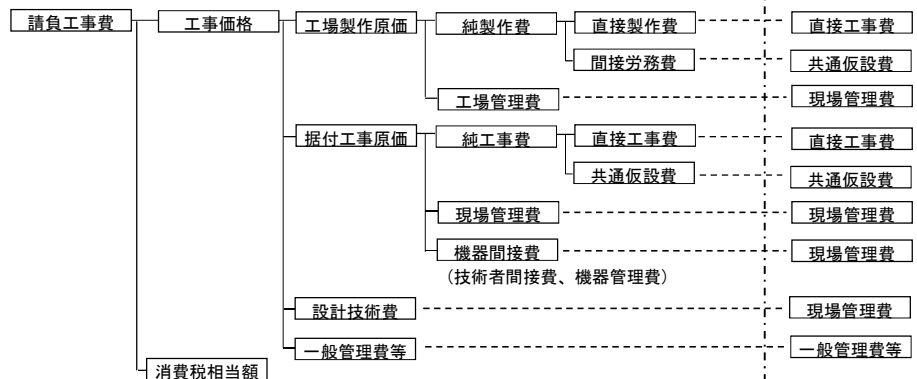 請負工事費 工事価格 工場製作原価 純製作費 直接製作費 直接工事費
間接労務費 共通仮設費
工場管理費 現場管理費
据付工事原価 純工事費 直接工事費 直接工事費
共通仮設費 共通仮設費
現場管理費 現場管理費
機器間接費 現場管理費
（技術者間接費、機器管理費）
設計技術費 現場管理費
一般管理費等 一般管理費等
消費税相当額